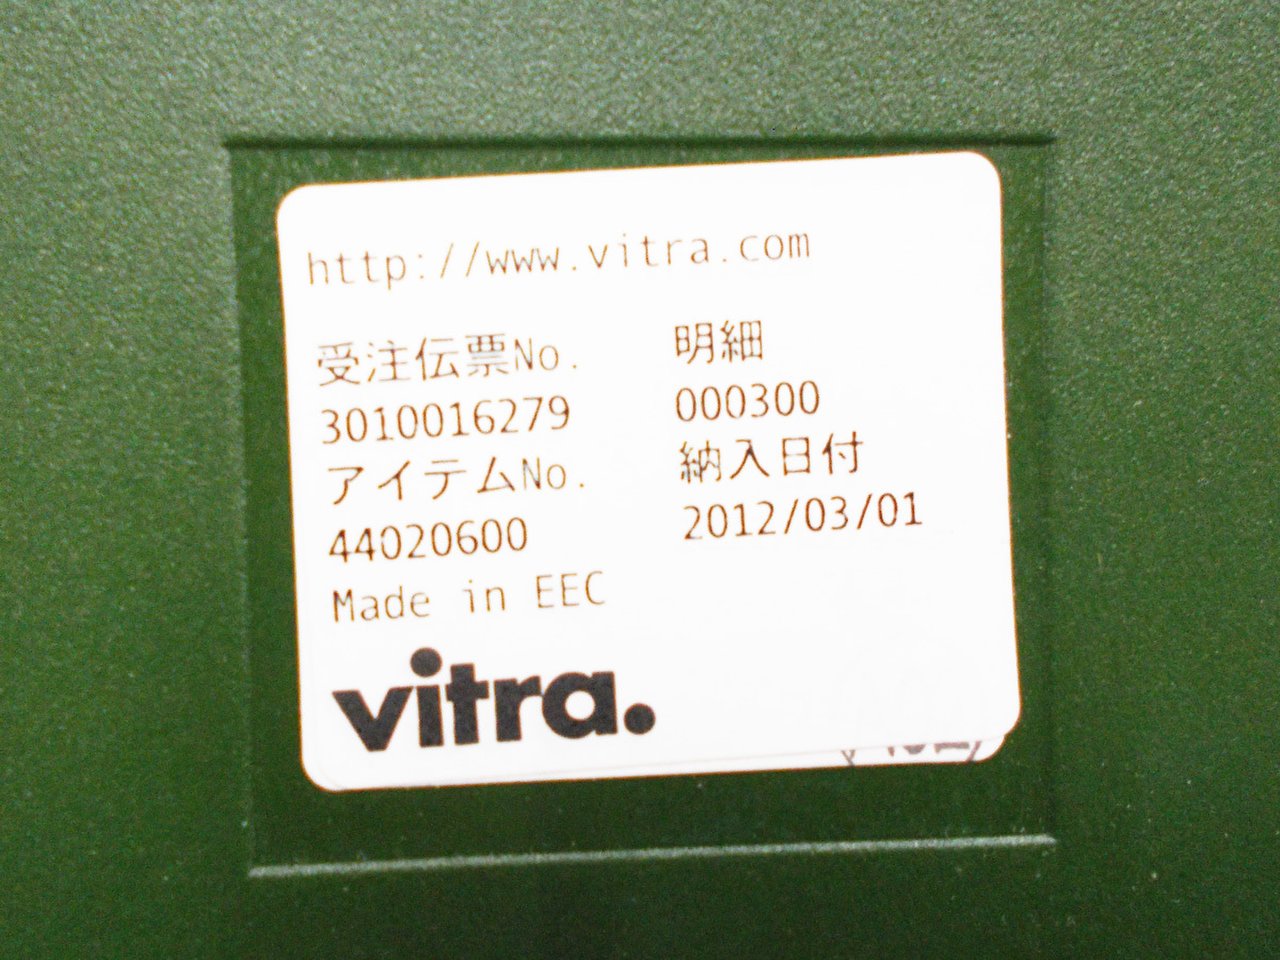 http://www.vitra.com
受注伝票No. 明細
3010016279 000300
アイテムNo. 納入日付
44020600 2012/03/01
Made in EEC
vitra.